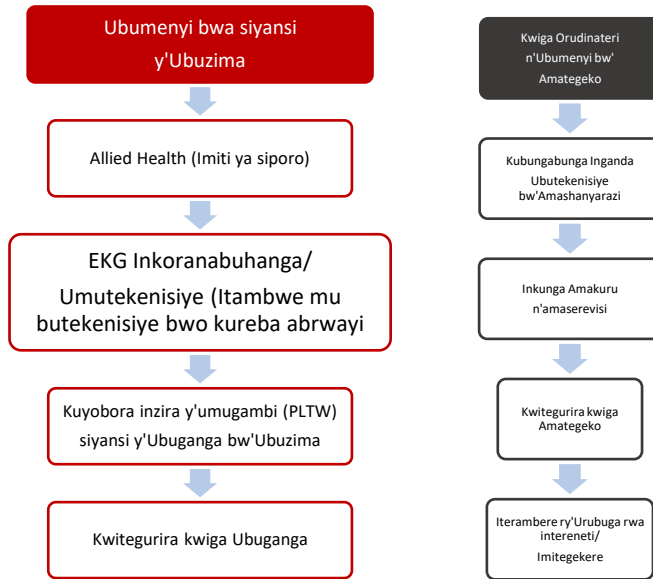 Ubumenyi bwa siyansi
y'Ubuzima
Allied Health (Imiti ya siporo)
EKG Inkoranabuhanga/
Umutekenisiye (Itambwe mu
butekenisiye bwo kureba abrwayi
Kuyobora inzira y'umugambi (PLTW)
siyansi y'Ubuganga bw'Ubuzima
Kwitegurira kwiga Ubuganga
Kwiga Orudinateri
n'Ubumenyi bw'
Amategeko
Kubungabunga Inganda
Ubutekenisiye
bw'Amashanyarazi
Inkunga Amakuru
n'amaserevisi
Kwitegurira kwiga
Amategeko
Iterambere ry'Urubuga rwa
intereneti/
Imitegekere